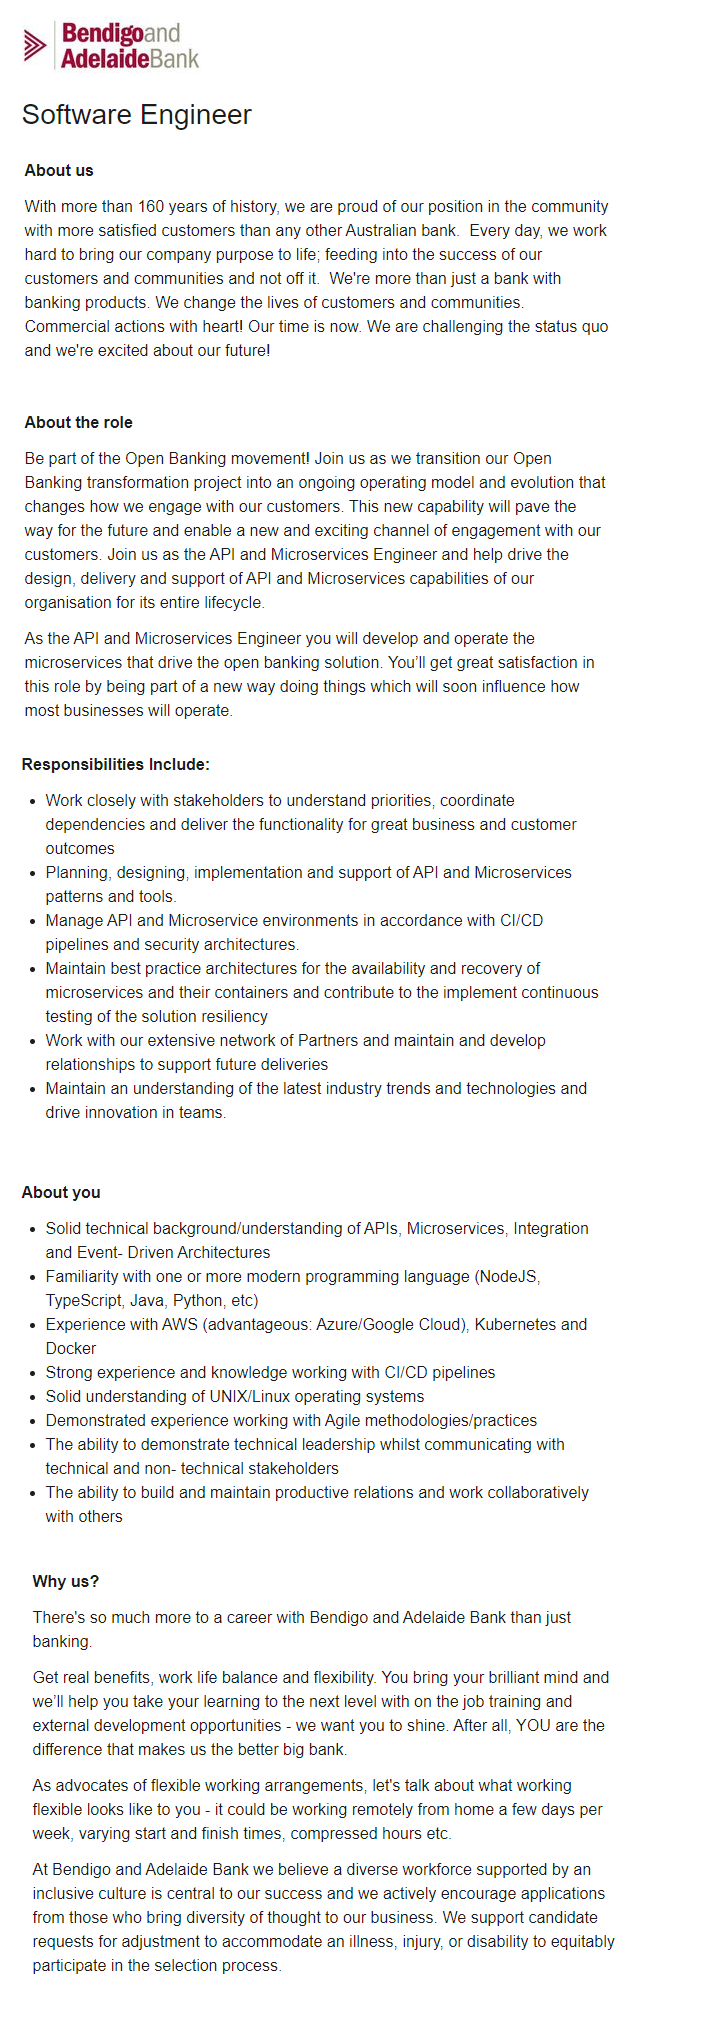 Bendigoand
AdelaideBank
Software Engineer
About us
With more than 160 years of history, we are proud of our position in the community
with more satisfied customers than any other Australian bank.  Every day, we work
hard to bring our company purpose to life; feeding into the success of our
customers and communities and not off it.  We're more than just a bank with
banking products. We change the lives of customers and communities.
Commercial actions with heart! Our time is now. We are challenging the status quo
and we're excited about our future!
About the role
Be part of the Open Banking movement! Join us as we transition our Open
Banking transformation project into an ongoing operating model and evolution that
changes how we engage with our customers. This new capability will pave the
way for the future and enable a new and exciting channel of engagement with our
customers. Join us as the API and Microservices Engineer and help drive the
design, delivery and support of API and Microservices capabilities of our
organisation for its entire lifecycle.
As the API and Microservices Engineer you will develop and operate the
microservices that drive the open banking solution. You’ll get great satisfaction in
this role by being part of a new way doing things which will soon influence how
most businesses will operate.
Responsibilities Include:
• Work closely with stakeholders to understand priorities, coordinate
dependencies and deliver the functionality for great business and customer
outcomes
• Planning, designing, implementation and support of API and Microservices
patterns and tools.
• Manage API and Microservice environments in accordance with CI/CD
pipelines and security architectures.
• Maintain best practice architectures for the availability and recovery of
microservices and their containers and contribute to the implement continuous
testing of the solution resiliency
• Work with our extensive network of Partners and maintain and develop
relationships to support future deliveries
• Maintain an understanding of the latest industry trends and technologies and
drive innovation in teams.
About you
• Solid technical background/understanding of APIs, Microservices, Integration
and Event- Driven Architectures
• Familiarity with one or more modern programming language (NodeJS,
TypeScript, Java, Python, etc)
• Experience with AWS (advantageous: Azure/Google Cloud), Kubernetes and
Docker
• Strong experience and knowledge working with CI/CD pipelines
• Solid understanding of UNIX/Linux operating systems
• Demonstrated experience working with Agile methodologies/practices
• The ability to demonstrate technical leadership whilst communicating with
technical and non- technical stakeholders
• The ability to build and maintain productive relations and work collaboratively
with others
Why us?
There's so much more to a career with Bendigo and Adelaide Bank than just
banking.
Get real benefits, work life balance and flexibility. You bring your brilliant mind and
we’ll help you take your learning to the next level with on the job training and
external development opportunities - we want you to shine. After all, YOU are the
difference that makes us the better big bank.
As advocates of flexible working arrangements, let's talk about what working
flexible looks like to you - it could be working remotely from home a few days per
week, varying start and finish times, compressed hours etc.
At Bendigo and Adelaide Bank we believe a diverse workforce supported by an
inclusive culture is central to our success and we actively encourage applications
from those who bring diversity of thought to our business. We support candidate
requests for adjustment to accommodate an illness, injury, or disability to equitably
participate in the selection process.